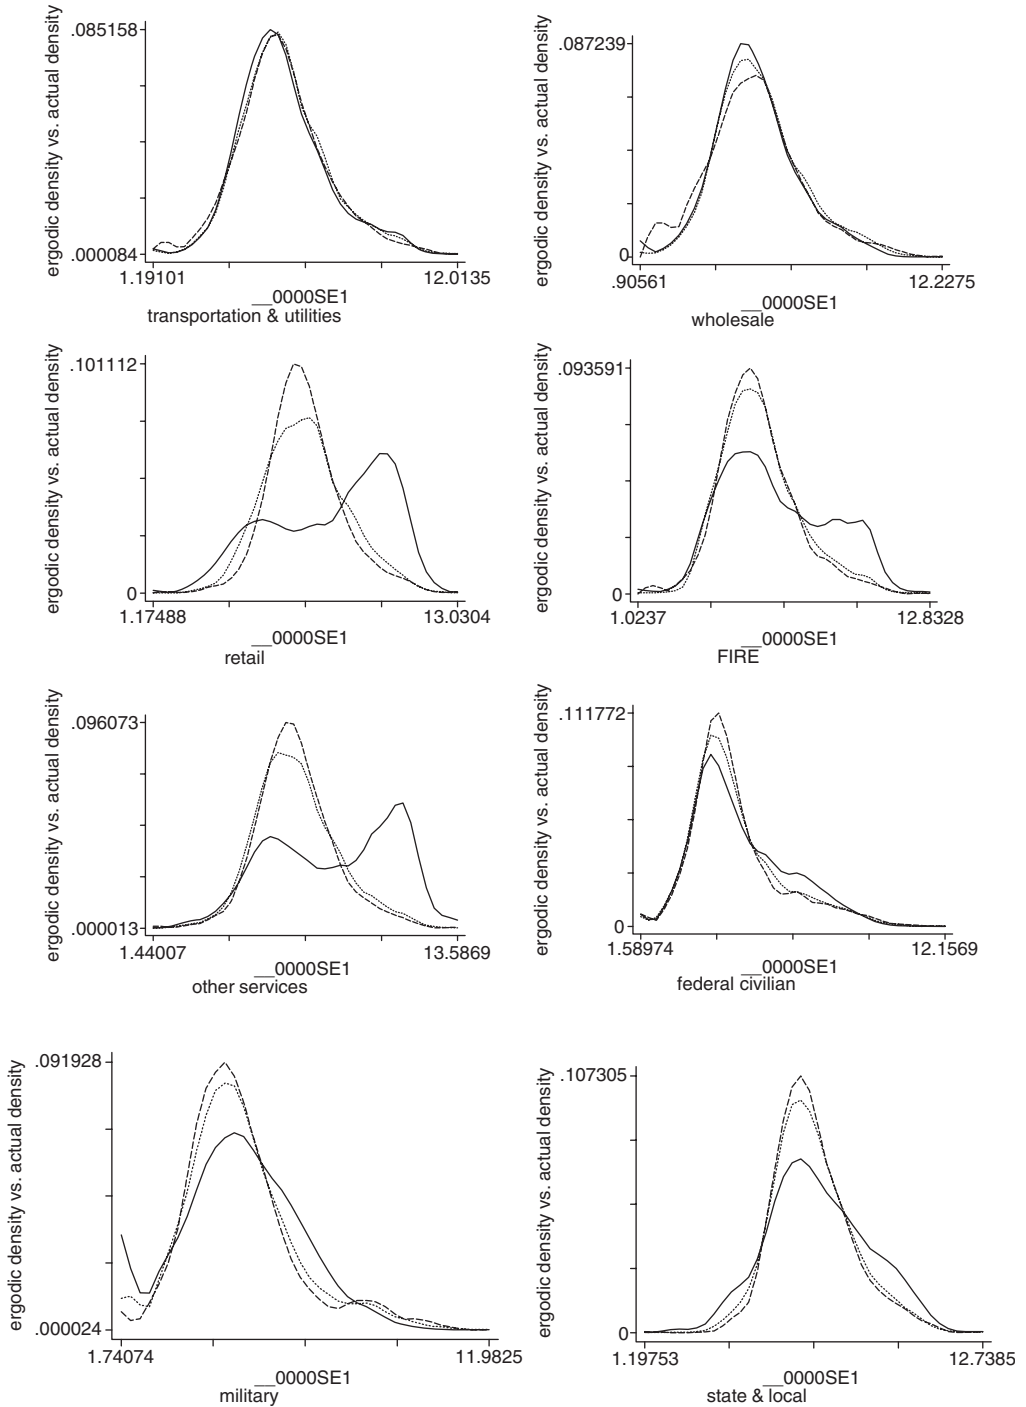 ergodic density vs. actual density
.085158
.000084
1.19101
12.0135
__0000SE1
transportation & utilities
ergodic density vs. actual density
.087239
0
.90561
12.2275
__0000SE1
wholesale
ergodic density vs. actual density
.101112
0
1.17488
13.0304
__0000SE1
retail
ergodic density vs. actual density
.093591
0
1.0237
12.8328
__0000SE1
FIRE
ergodic density vs. actual density
.096073
.000013
1.44007
13.5869
__0000SE1
other services
ergodic density vs. actual density
.111772
0
1.58974
12.1569
__0000SE1
federal civilian
ergodic density vs. actual density
.091928
.000024
1.74074
11.9825
__0000SE1
military
ergodic density vs. actual density
.107305
0
1.19753
12.7385
__0000SE1
state & local